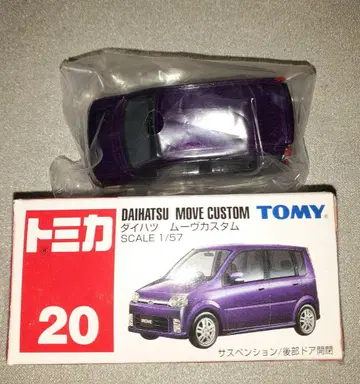 トミカ
20
DAIHATSU MOVE CUSTOM
TOMY
ダイハツ ムーヴカスタム
SCALE 1/57
MOVE
サスペンション/後部ドア開閉